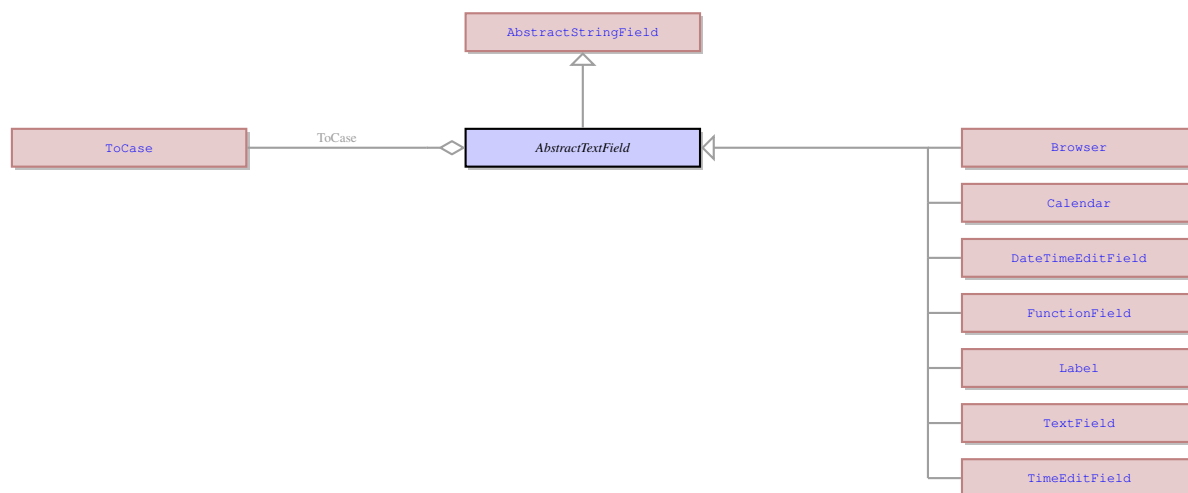 AbstractStringField
ToCase
ToCase
AbstractTextField
Browser
Calendar
DateTimeEditField
FunctionField
Label
TextField
TimeEditField